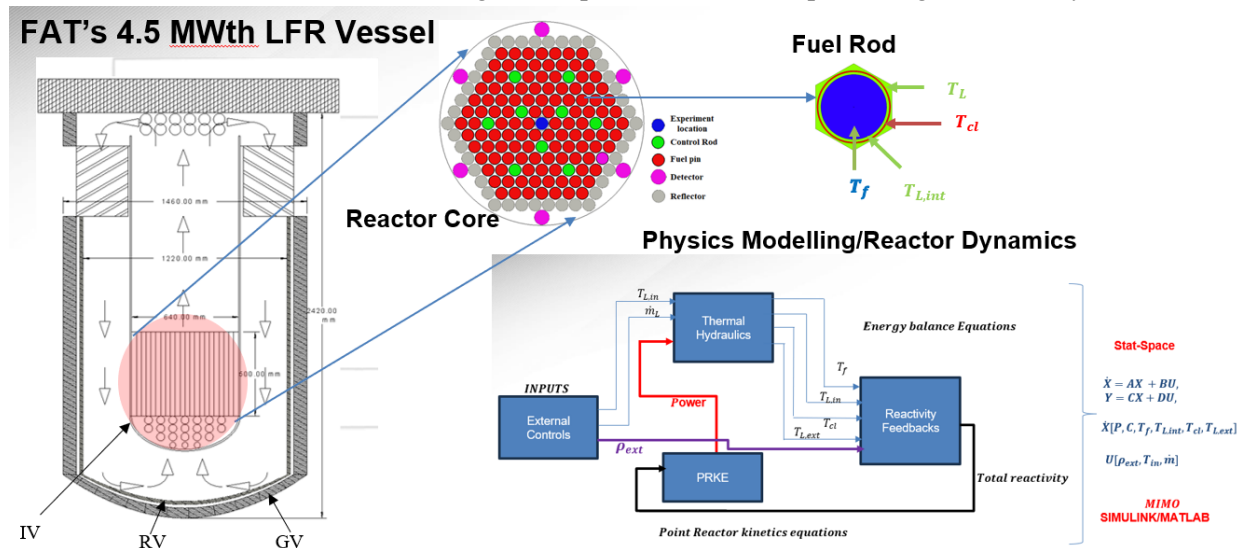 FAT's 4.5 MWth LFR Vessel
1460.00 mm
1220.00 mm
2420.00 mm
640.00 mm
600.00 mm
IV
RV
GV
Reactor Core
Experiment location
Control Rod
Fuel pin
Detector
Reflector
Fuel Rod
T_L
T_cl
T_f
T_L,int
Physics Modelling/Reactor Dynamics
T_L,in
ṁ_L
Thermal Hydraulics
Energy balance Equations
INPUTS
External Controls
Power
ρ_ext
T_f
T_L,in
T_cl
T_L,ext
Reactivity Feedbacks
PRKE
Total reactivity
Point Reactor kinetics equations
Stat-Space
Ẋ = AX + BU,
Y = CX + DU,
Ẋ[P, C, T_f, T_L.int, T_cl, T_L.ext]
U[ρ_ext, T_in, ṁ]
MIMO
SIMULINK/MATLAB